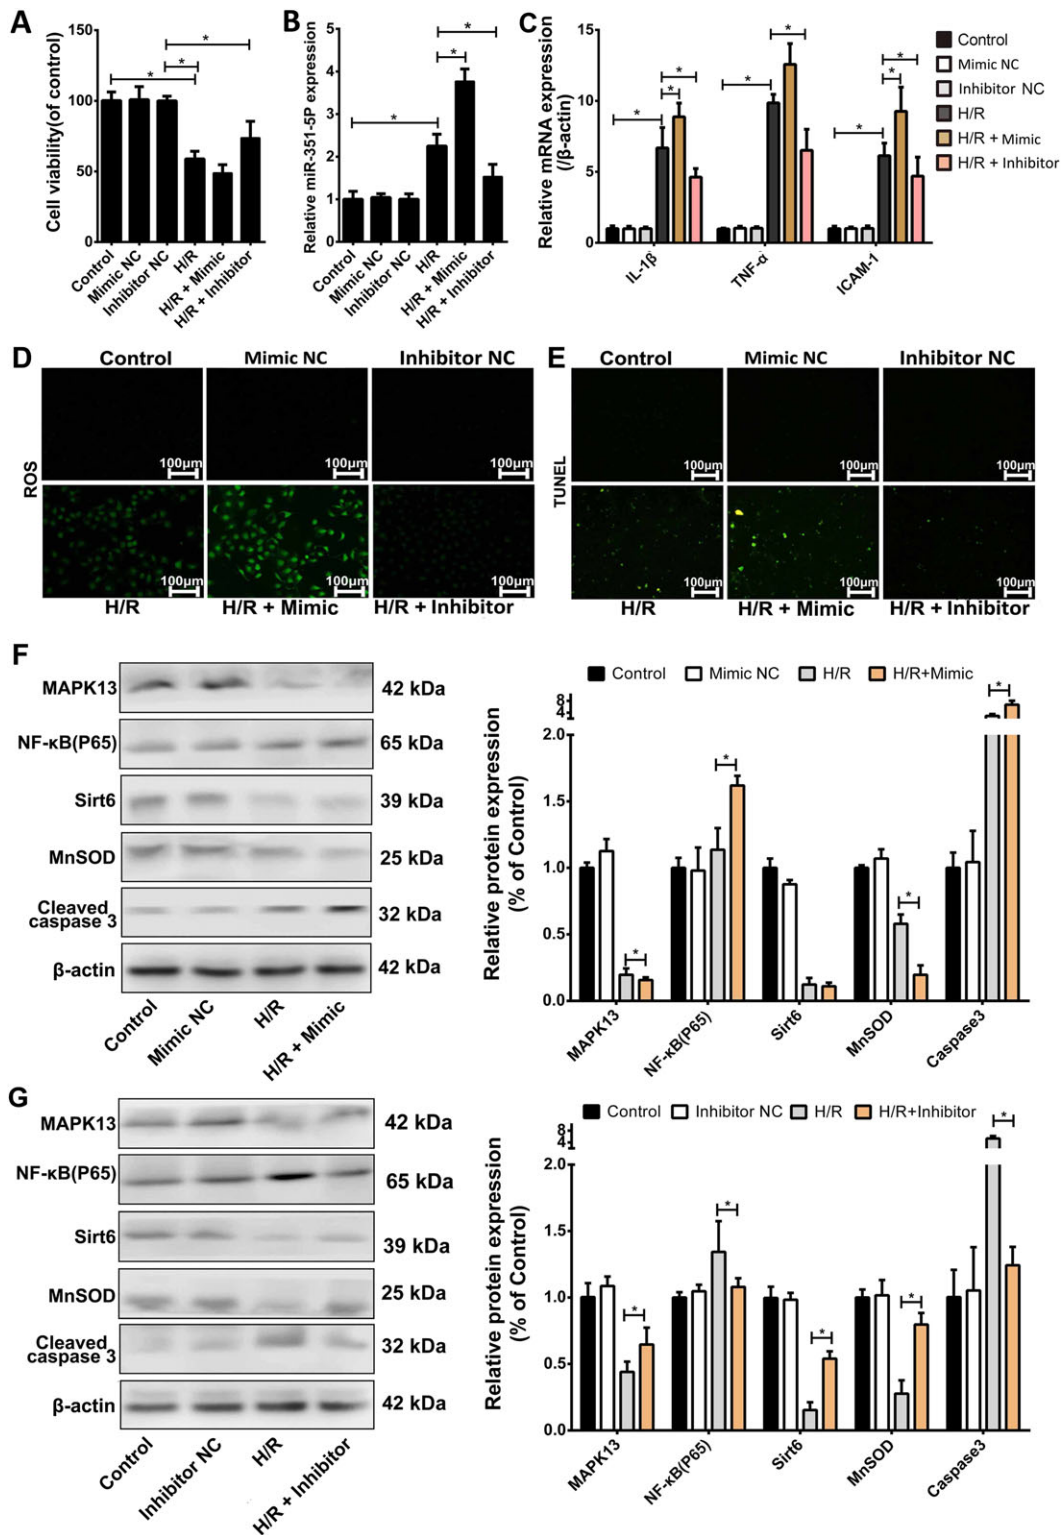 A
Cell viability(of control)
150
100
50
0
*
*
*
Control
Mimic NC
Inhibitor NC
H/R
H/R + Mimic
H/R + Inhibitor
B
Relative miR-351-5P expression
5
4
3
2
1
0
*
*
*
Control
Mimic NC
Inhibitor NC
H/R
H/R + Mimic
H/R + Inhibitor
C
Relative mRNA expression
(/β-actin)
15
10
5
0
*
*
*
*
*
*
*
*
IL-1β
TNF-α
ICAM-1
Control
Mimic NC
Inhibitor NC
H/R
H/R + Mimic
H/R + Inhibitor
D
Control
Mimic NC
Inhibitor NC
ROS
100μm
100μm
100μm
100μm
100μm
100μm
H/R
H/R + Mimic
H/R + Inhibitor
E
Control
Mimic NC
Inhibitor NC
TUNEL
100μm
100μm
100μm
100μm
100μm
100μm
H/R
H/R + Mimic
H/R + Inhibitor
F
MAPK13
42 kDa
NF-κB(P65)
65 kDa
Sirt6
39 kDa
MnSOD
25 kDa
Cleaved
caspase 3
32 kDa
β-actin
42 kDa
Control
Mimic NC
H/R
H/R + Mimic
Control
Mimic NC
H/R
H/R+Mimic
Relative protein expression
(% of Control)
8
4
2.0
1.5
1.0
0.5
0.0
*
*
*
*
MAPK13
NF-κB(P65)
Sirt6
MnSOD
Caspase3
G
MAPK13
42 kDa
NF-κB(P65)
65 kDa
Sirt6
39 kDa
MnSOD
25 kDa
Cleaved
caspase 3
32 kDa
β-actin
42 kDa
Control
Inhibitor NC
H/R
H/R + Inhibitor
Control
Inhibitor NC
H/R
H/R+Inhibitor
Relative protein expression
(% of Control)
8
4
2.0
1.5
1.0
0.5
0.0
*
*
*
*
*
MAPK13
NF-κB(P65)
Sirt6
MnSOD
Caspase3